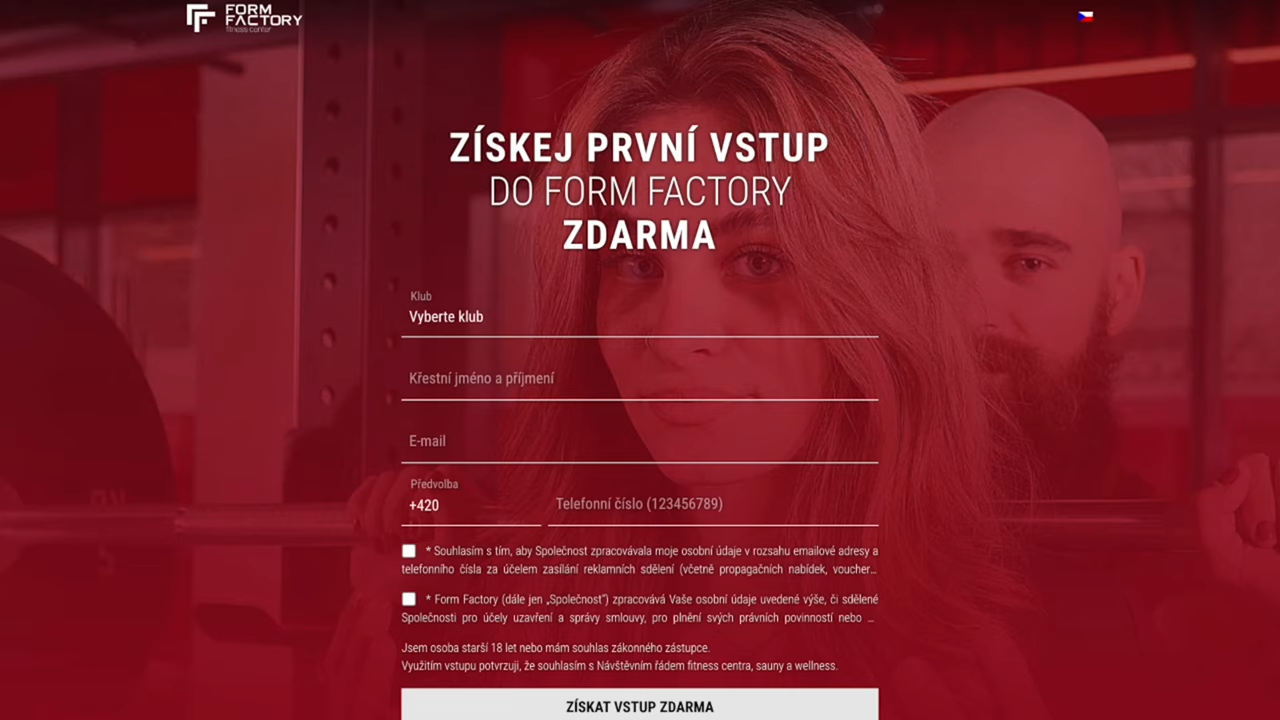 FORM
FACTORY
fitness center
ZÍSKEJ PRVNÍ VSTUP
DO FORM FACTORY
ZDARMA
Klub
Vyberte klub
Křestní jméno a příjmení
E-mail
Předvolba
+420
Telefonní číslo (123456789)
* Souhlasím s tím, aby Společnost zpracovávala moje osobní údaje v rozsahu emailové adresy a
telefonního čísla za účelem zasílání reklamních sdělení (včetně propagačních nabídek, voucher...
* Form Factory (dále jen „Společnost") zpracovává Vaše osobní údaje uvedené výše, či sdělené
Společnosti pro účely uzavření a správy smlouvy, pro plnění svých právních povinností nebo ...
Jsem osoba starší 18 let nebo mám souhlas zákonného zástupce.
Využitím vstupu potvrzuji, že souhlasím s Návštěvním řádem fitness centra, sauny a wellness.
ZÍSKAT VSTUP ZDARMA